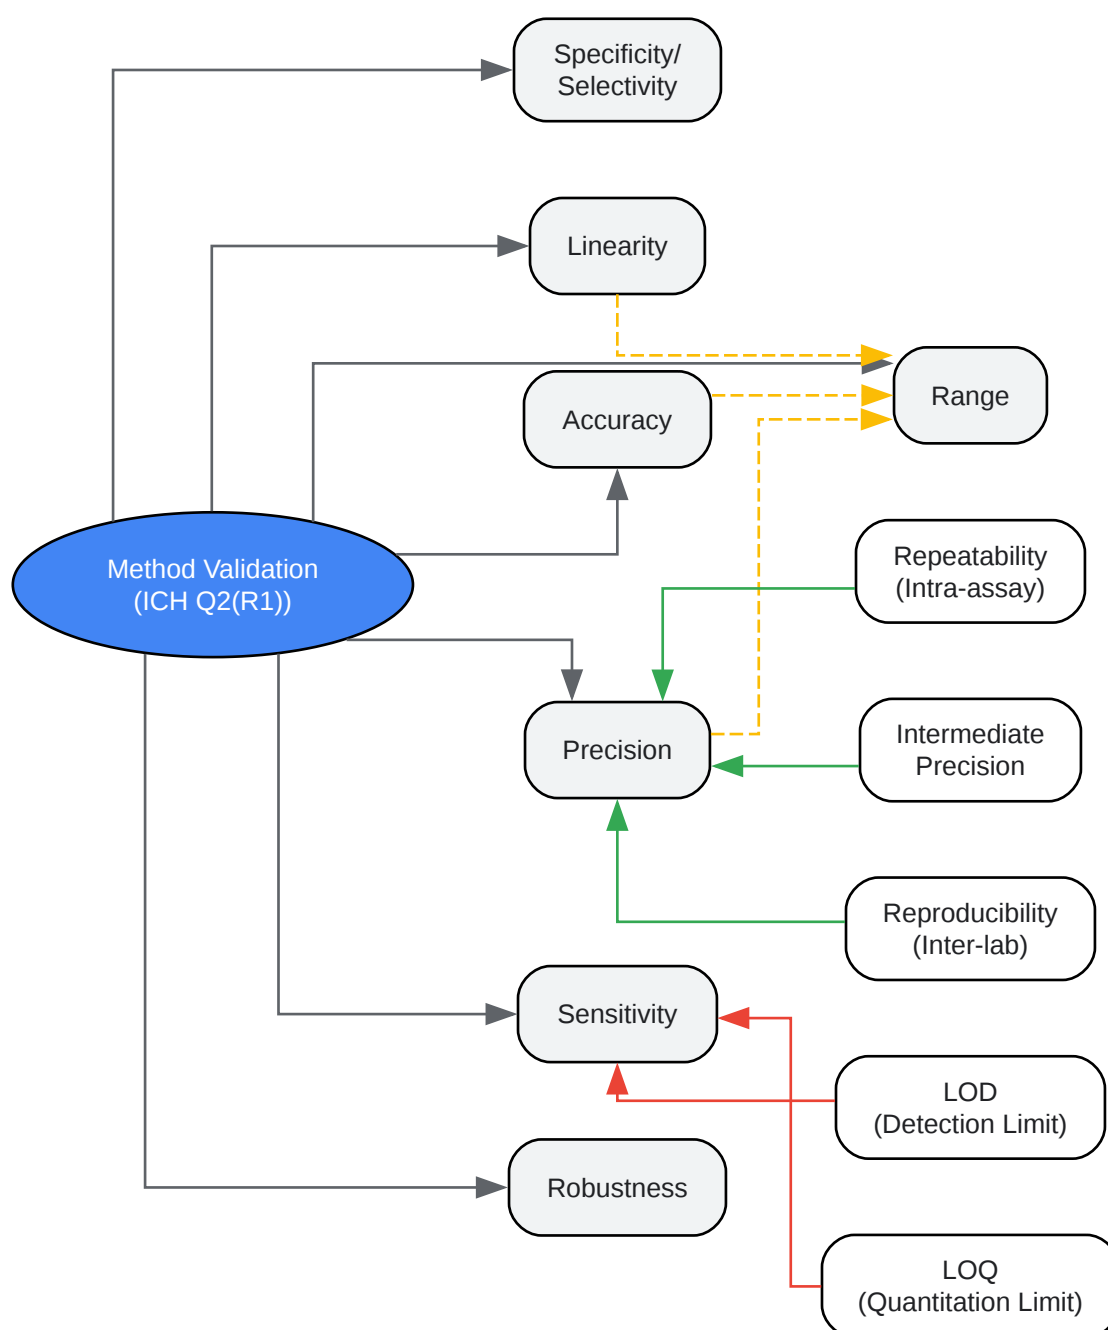 Specificity/
Selectivity
Linearity
Range
Accuracy
Method Validation
(ICH Q2(R1))
Repeatability
(Intra-assay)
Precision
Intermediate
Precision
Reproducibility
(Inter-lab)
Sensitivity
LOD
(Detection Limit)
Robustness
LOQ
(Quantitation Limit)